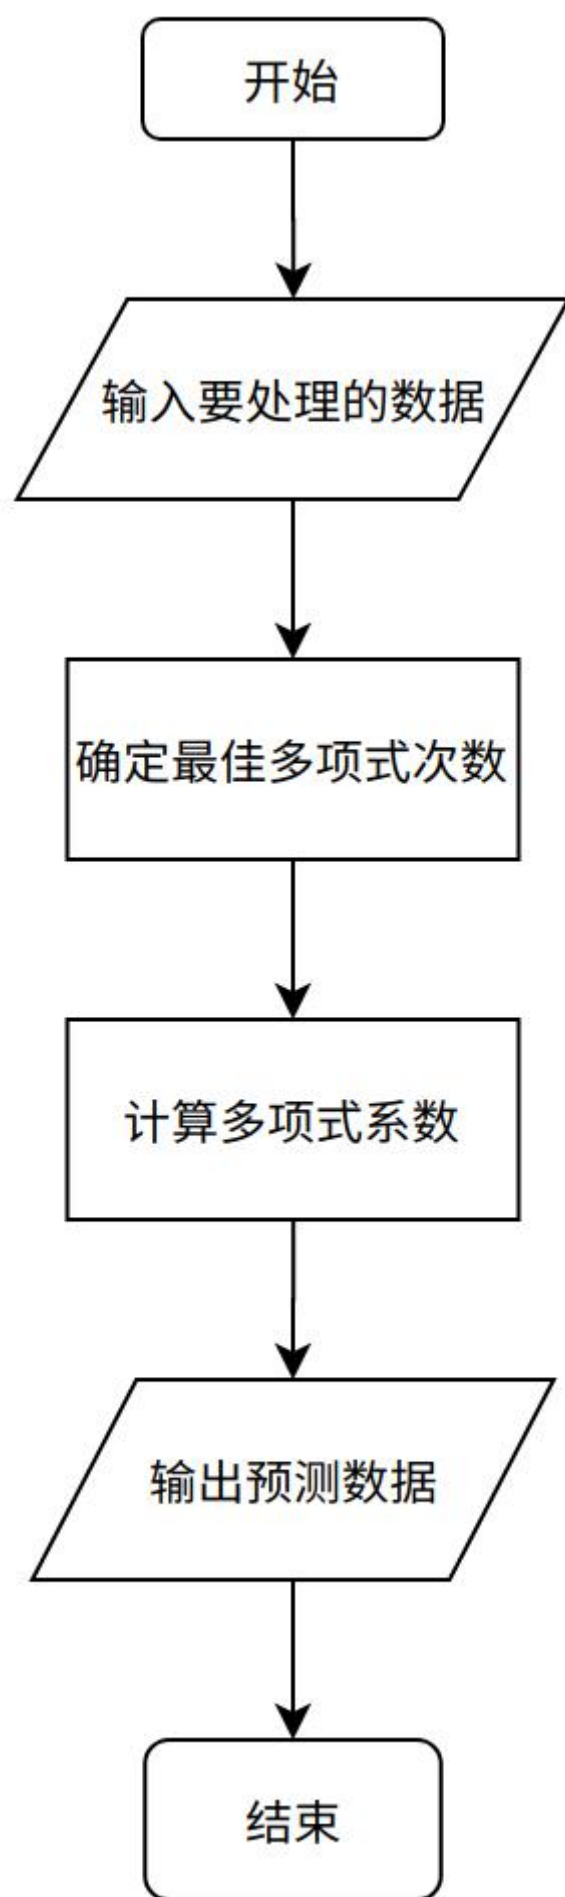 开始
输入要处理的数据
确定最佳多项式次数
计算多项式系数
输出预测数据
结束